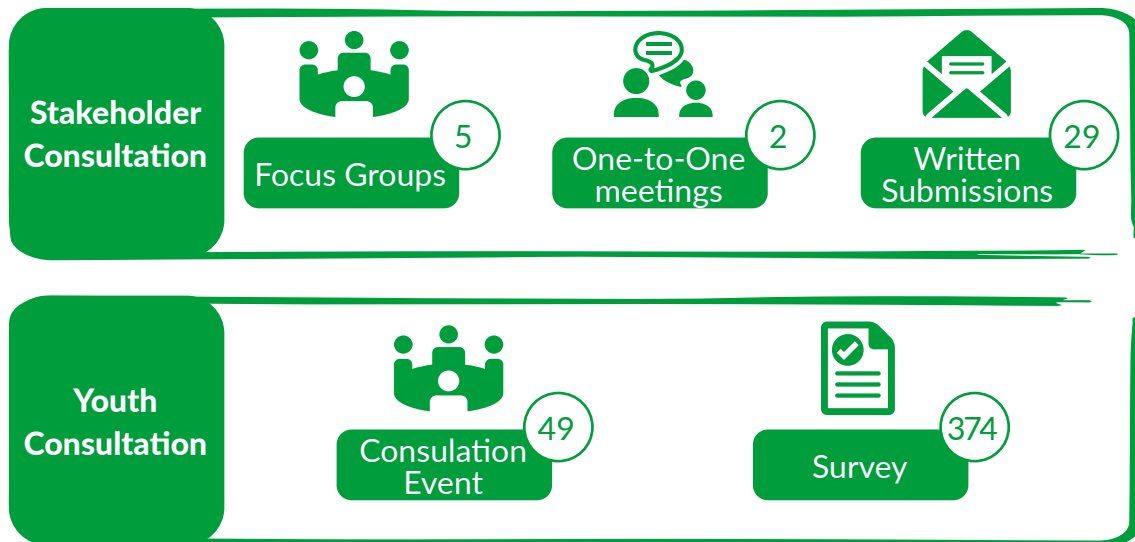 Stakeholder
Consultation
5
Focus Groups
2
One-to-One
meetings
29
Written
Submissions
Youth
Consultation
49
Consulation
Event
374
Survey